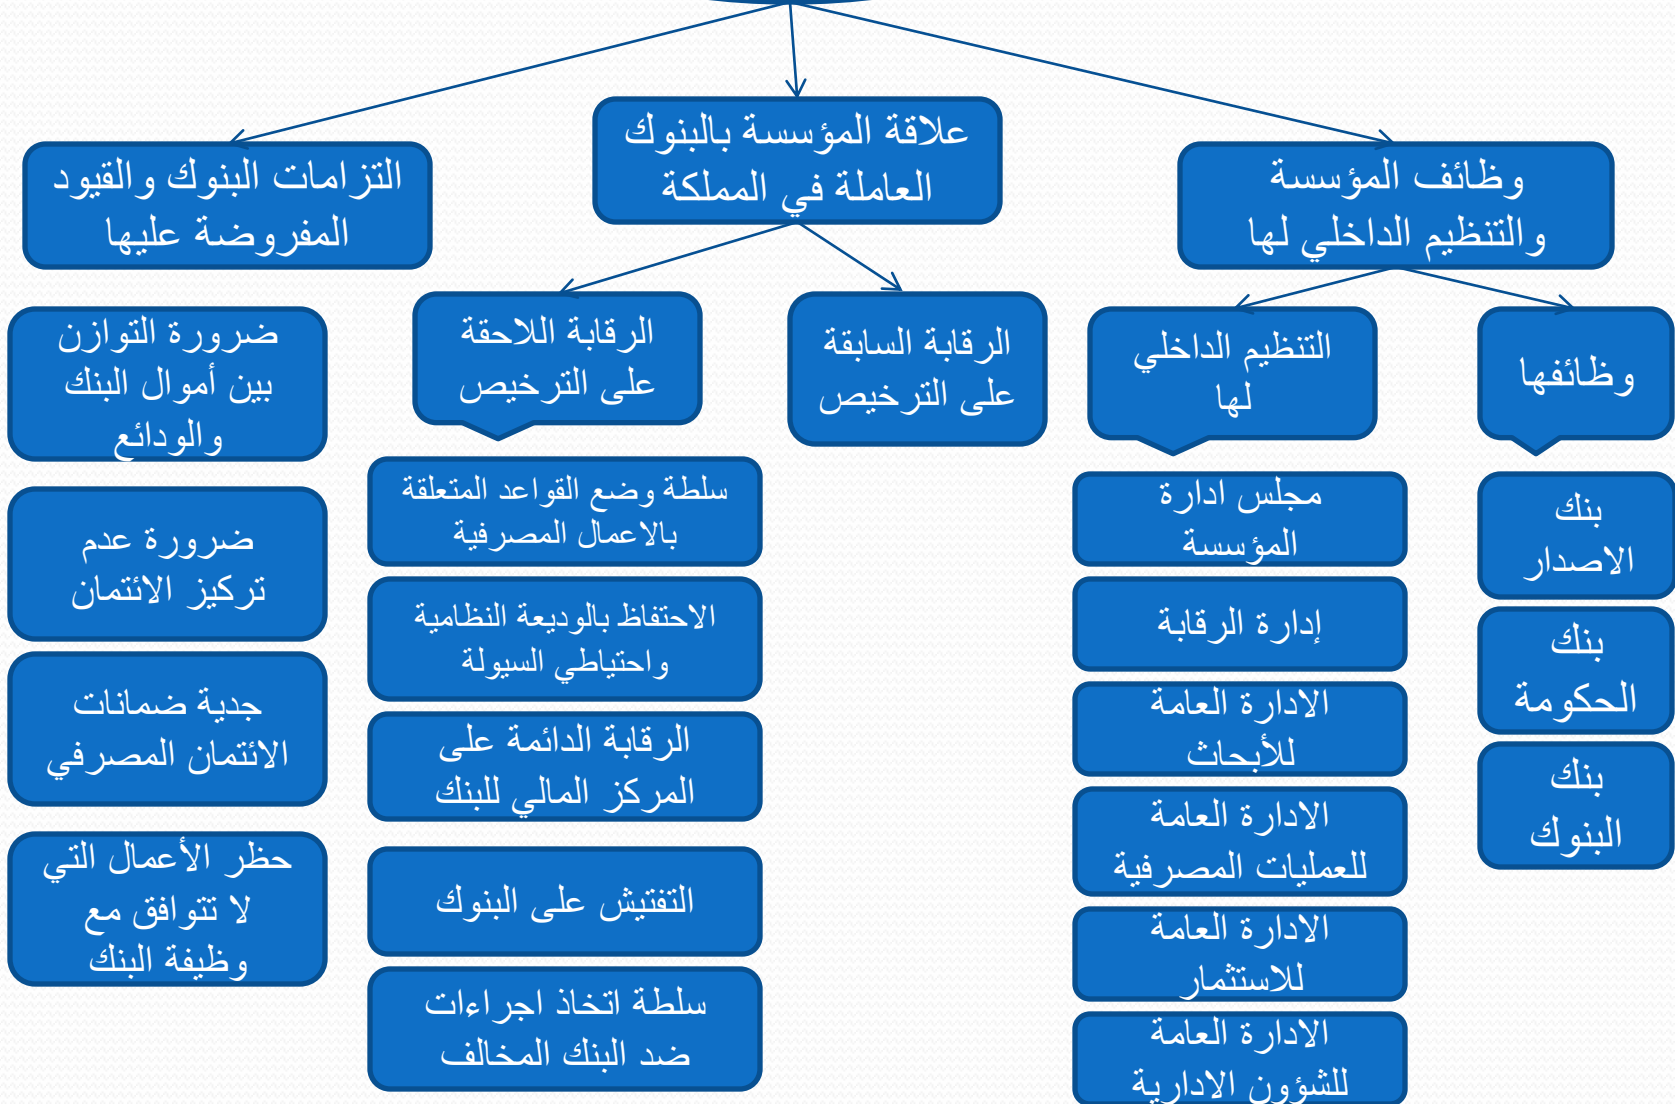 علاقة المؤسسة بالبنوك
العاملة في المملكة
وظائف المؤسسة
والتنظيم الداخلي لها
وظائفها
بنك
الاصدار
بنك
الحكومة
بنك
البنوك
التنظيم الداخلي
لها
مجلس ادارة
المؤسسة
إدارة الرقابة
الادارة العامة
للأبحاث
الادارة العامة
للعمليات المصرفية
الادارة العامة
للاستثمار
الادارة العامة
للشؤون الادارية
الرقابة السابقة
على الترخيص
الرقابة اللاحقة
على الترخيص
سلطة وضع القواعد المتعلقة
بالاعمال المصرفية
الاحتفاظ بالوديعة النظامية
واحتياطي السيولة
الرقابة الدائمة على
المركز المالي للبنك
التفتيش على البنوك
سلطة اتخاذ اجراءات
ضد البنك المخالف
التزامات البنوك والقيود
المفروضة عليها
ضرورة التوازن
بين أموال البنك
والودائع
ضرورة عدم
تركيز الائتمان
جدية ضمانات
الائتمان المصرفي
حظر الأعمال التي
لا تتوافق مع
وظيفة البنك